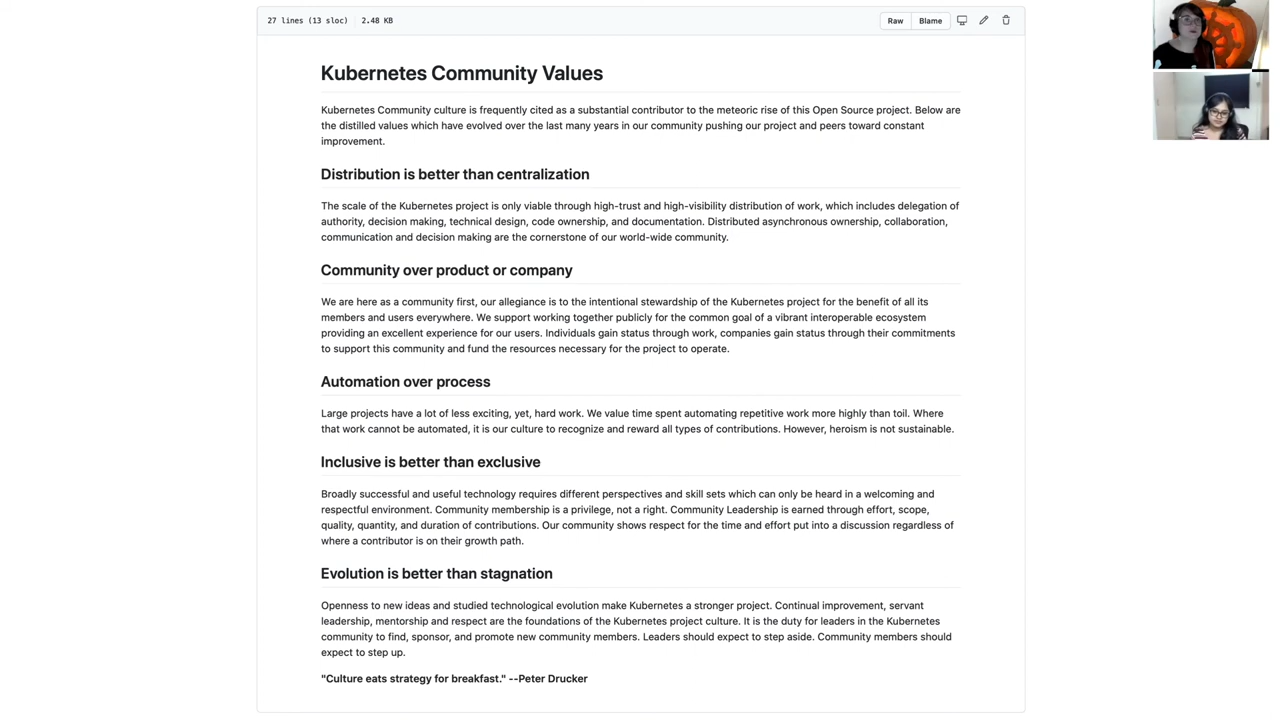 27 lines (13 sloc) 2.48 KB
Raw Blame
Kubernetes Community Values
Kubernetes Community culture is frequently cited as a substantial contributor to the meteoric rise of this Open Source project. Below are
the distilled values which have evolved over the last many years in our community pushing our project and peers toward constant
improvement.
Distribution is better than centralization
The scale of the Kubernetes project is only viable through high-trust and high-visibility distribution of work, which includes delegation of
authority, decision making, technical design, code ownership, and documentation. Distributed asynchronous ownership, collaboration,
communication and decision making are the cornerstone of our world-wide community.
Community over product or company
We are here as a community first, our allegiance is to the intentional stewardship of the Kubernetes project for the benefit of all its
members and users everywhere. We support working together publicly for the common goal of a vibrant interoperable ecosystem
providing an excellent experience for our users. Individuals gain status through work, companies gain status through their commitments
to support this community and fund the resources necessary for the project to operate.
Automation over process
Large projects have a lot of less exciting, yet, hard work. We value time spent automating repetitive work more highly than toil. Where
that work cannot be automated, it is our culture to recognize and reward all types of contributions. However, heroism is not sustainable.
Inclusive is better than exclusive
Broadly successful and useful technology requires different perspectives and skill sets which can only be heard in a welcoming and
respectful environment. Community membership is a privilege, not a right. Community Leadership is earned through effort, scope,
quality, quantity, and duration of contributions. Our community shows respect for the time and effort put into a discussion regardless of
where a contributor is on their growth path.
Evolution is better than stagnation
Openness to new ideas and studied technological evolution make Kubernetes a stronger project. Continual improvement, servant
leadership, mentorship and respect are the foundations of the Kubernetes project culture. It is the duty for leaders in the Kubernetes
community to find, sponsor, and promote new community members. Leaders should expect to step aside. Community members should
expect to step up.
"Culture eats strategy for breakfast." --Peter Drucker